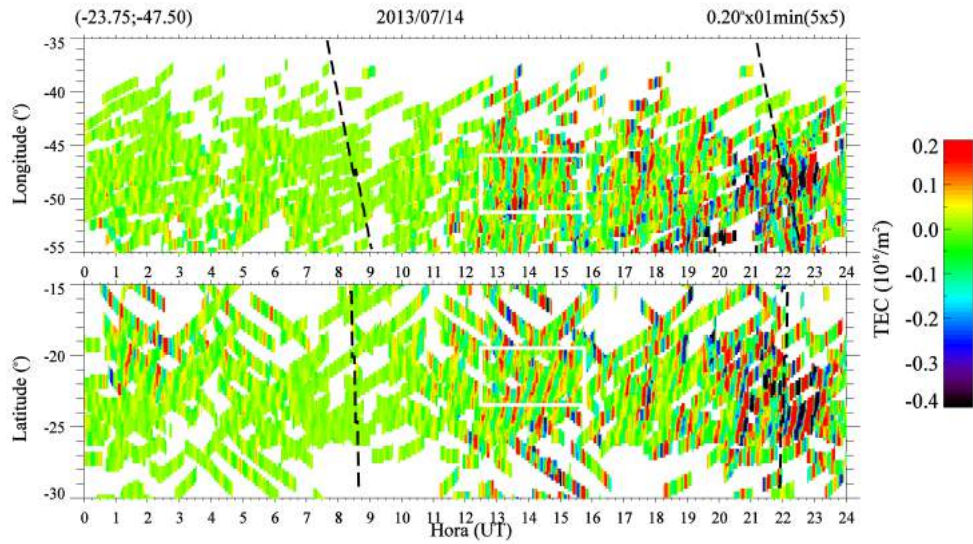 (-23.75;-47.50) 2013/07/14 0.20°x01min(5x5)
Longitude (°)
-35
-40
-45
-50
-55
0 1 2 3 4 5 6 7 8 9 10 11 12 13 14 15 16 17 18 19 20 21 22 23 24
Latitude (°)
-15
-20
-25
-30
0 1 2 3 4 5 6 7 8 9 10 11 12 13 14 15 16 17 18 19 20 21 22 23 24
Hora (UT)
TEC (10¹⁶/m²)
0.2
0.1
0.0
-0.1
-0.2
-0.3
-0.4